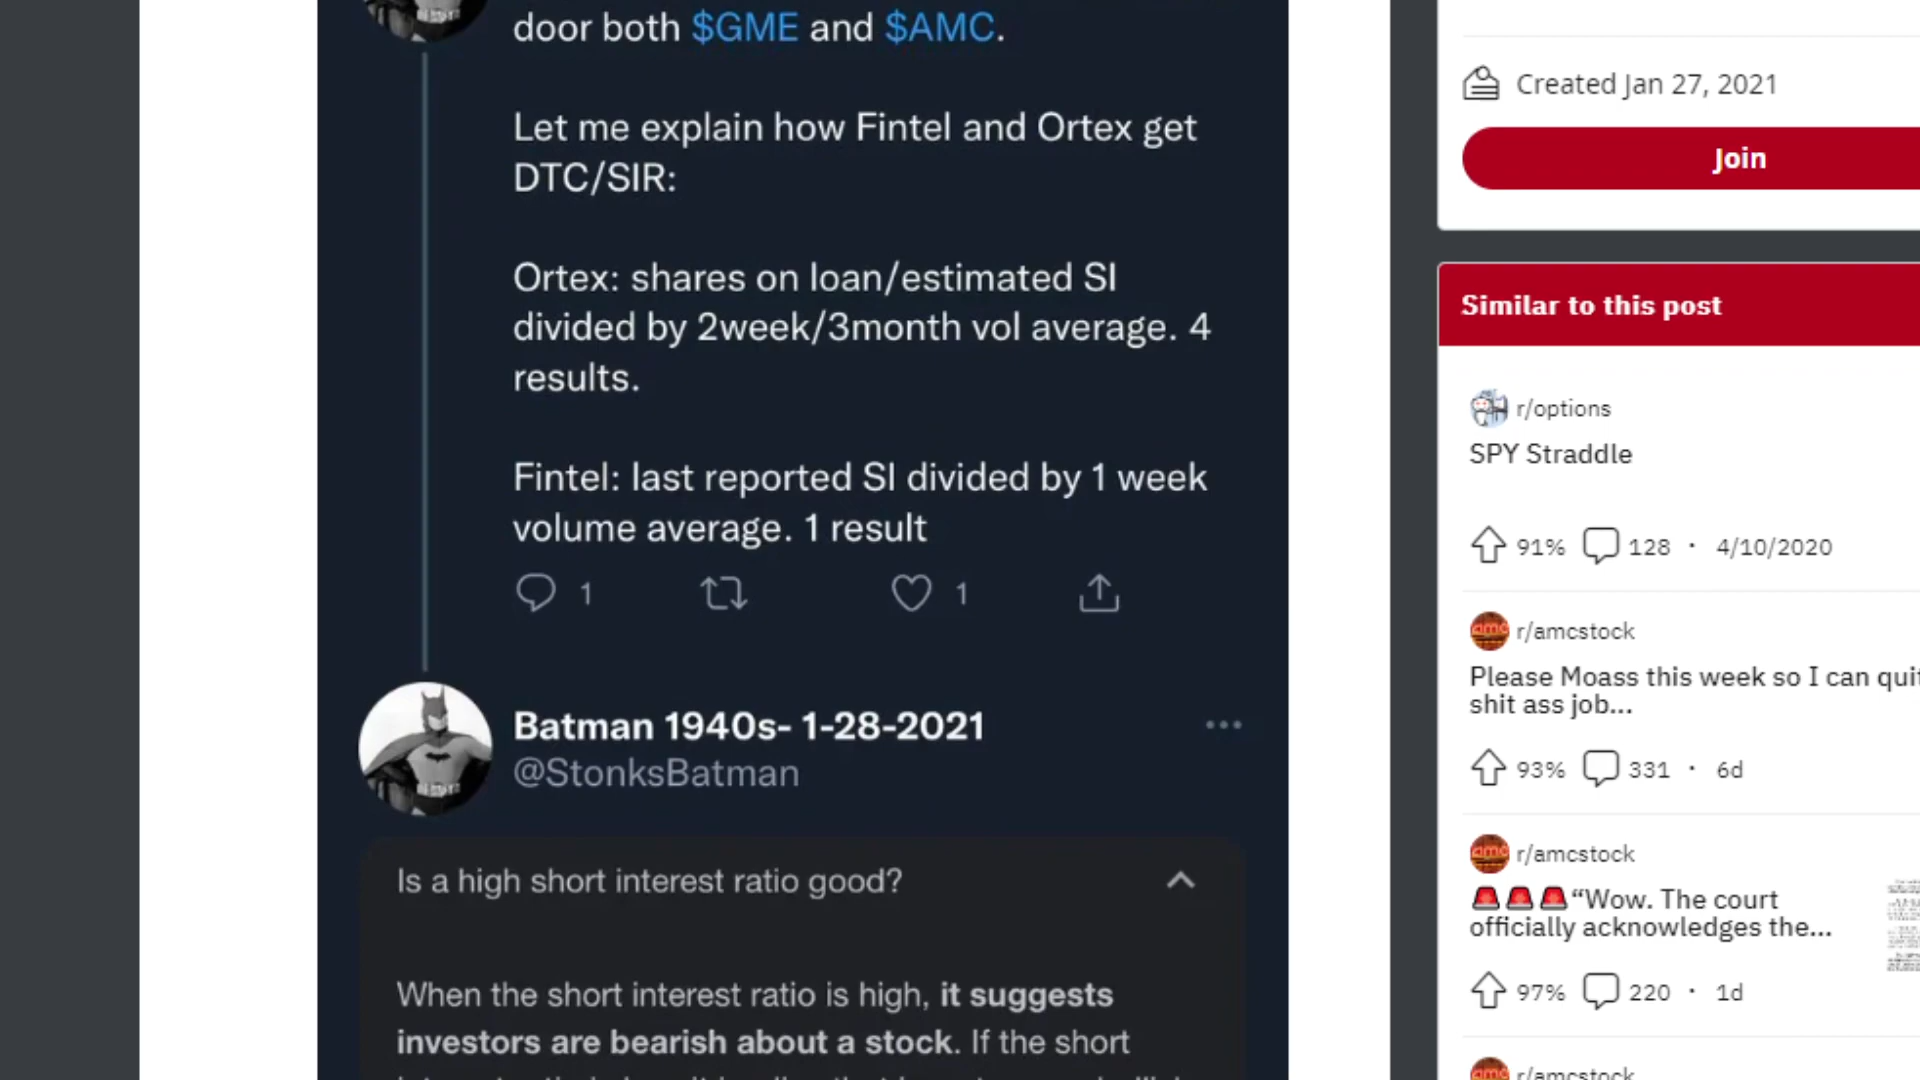 door both $GME and $AMC.
Let me explain how Fintel and Ortex get
DTC/SIR:
Ortex: shares on loan/estimated SI
divided by 2week/3month vol average. 4
results.
Fintel: last reported SI divided by 1 week
volume average. 1 result
1 1
Batman 1940s- 1-28-2021
@StonksBatman
Is a high short interest ratio good?
When the short interest ratio is high, it suggests
investors are bearish about a stock. If the short
Created Jan 27, 2021
Join
Similar to this post
r/options
SPY Straddle
91% 128 · 4/10/2020
r/amcstock
Please Moass this week so I can quit
shit ass job...
93% 331 · 6d
r/amcstock
🚨🚨🚨“Wow. The court
officially acknowledges the...
97% 220 · 1d
r/amcstock